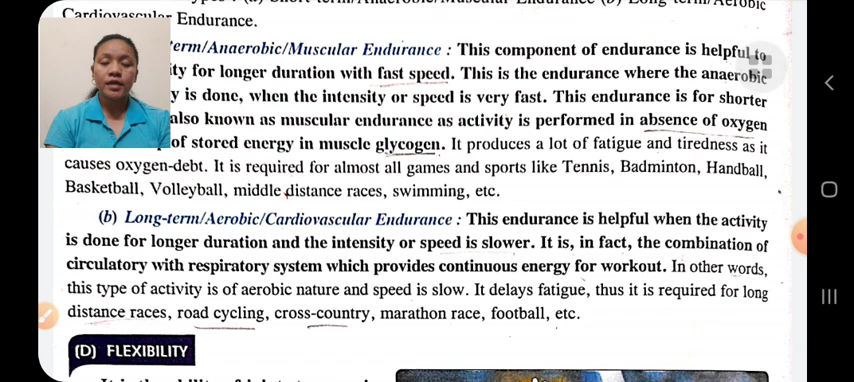 Cardiovascular Endurance.
erm/Anaerobic/Muscular Endurance : This component of endurance is helpful to
ity for longer duration with fast speed. This is the endurance where the anaerobic
y is done, when the intensity or speed is very fast. This endurance is for shorter
also known as muscular endurance as activity is performed in absence of oxygen
of stored energy in muscle glycogen. It produces a lot of fatigue and tiredness as it
causes oxygen-debt. It is required for almost all games and sports like Tennis, Badminton, Handball,
Basketball, Volleyball, middle distance races, swimming, etc.
(b) Long-term/Aerobic/Cardiovascular Endurance : This endurance is helpful when the activity
is done for longer duration and the intensity or speed is slower. It is, in fact, the combination of
circulatory with respiratory system which provides continuous energy for workout. In other words,
this type of activity is of aerobic nature and speed is slow. It delays fatigue, thus it is required for long
distance races, road cycling, cross-country, marathon race, football, etc.
(D) FLEXIBILITY